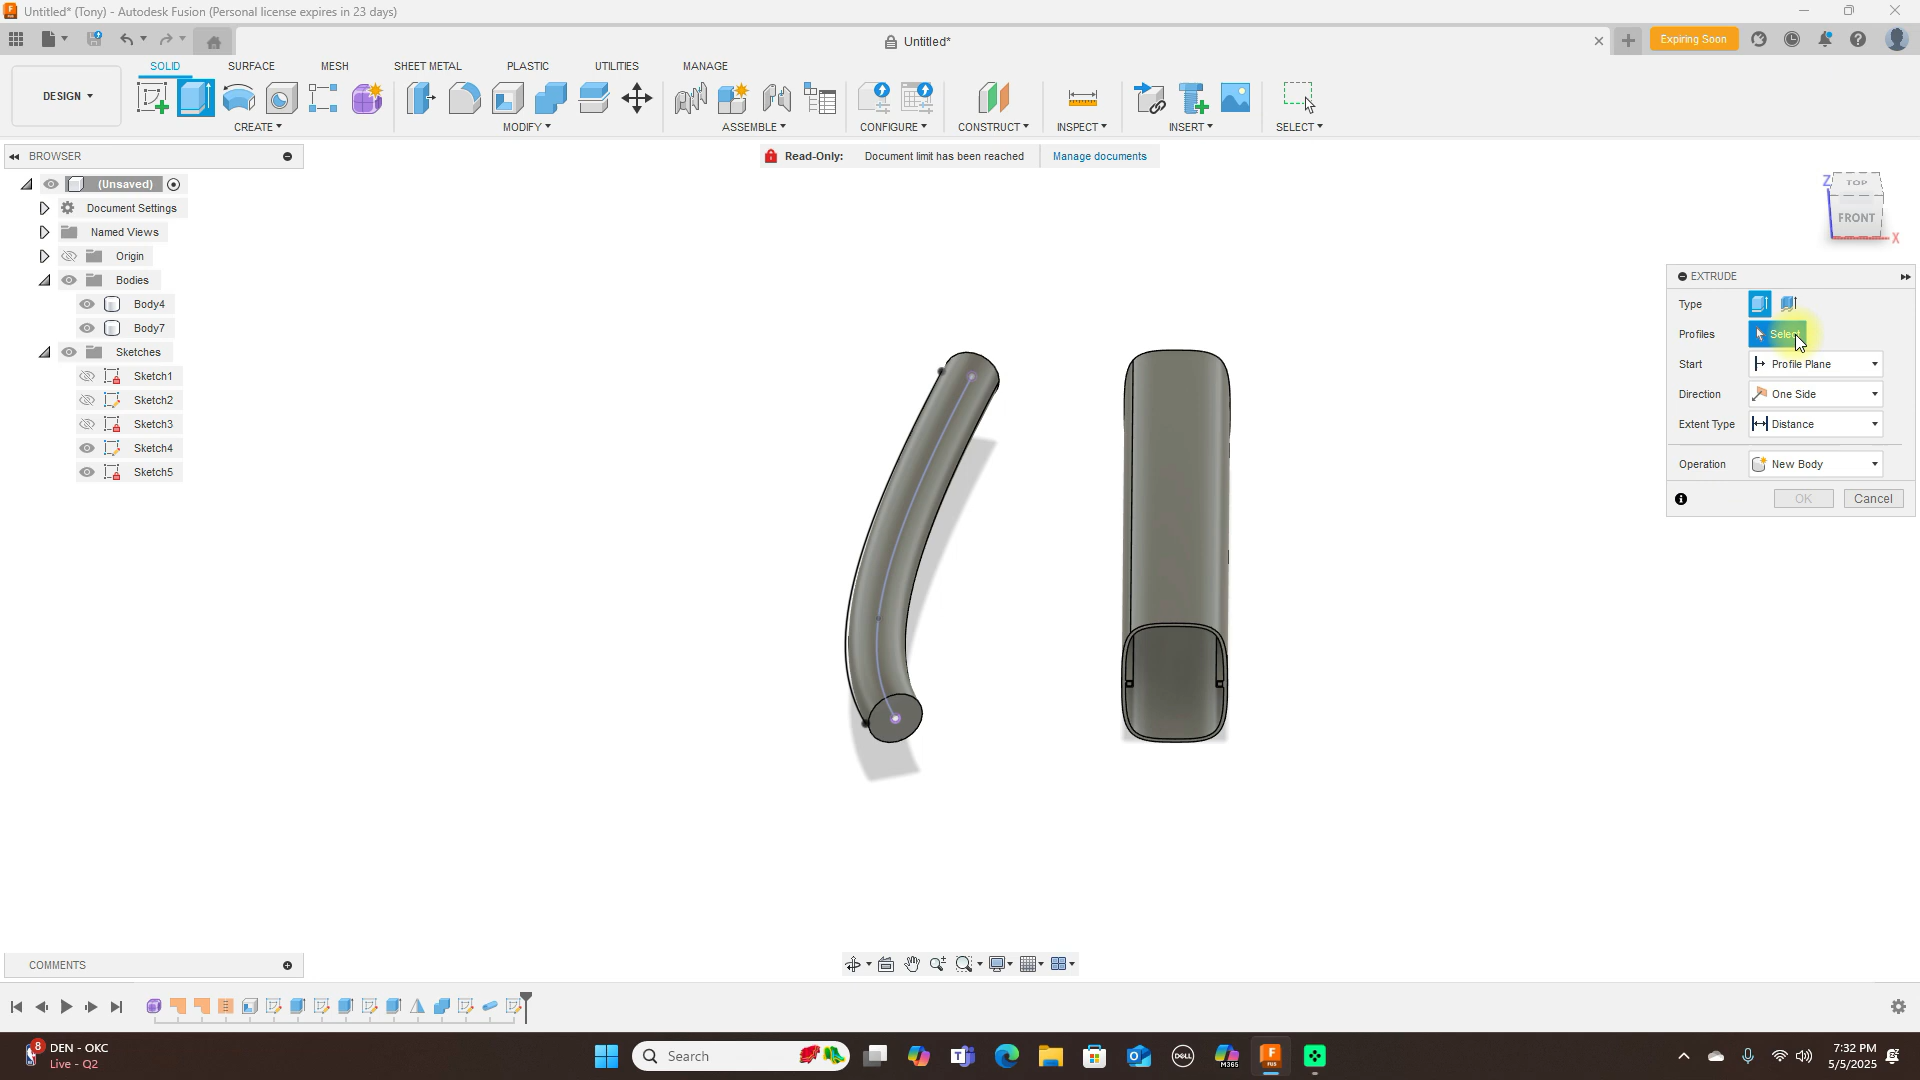 Untitled* (Tony) - Autodesk Fusion (Personal license expires in 23 days)
Untitled*
Expiring Soon
DESIGN
SOLID
SURFACE
MESH
SHEET METAL
PLASTIC
UTILITIES
MANAGE
CREATE
MODIFY
ASSEMBLE
CONFIGURE
CONSTRUCT
INSPECT
INSERT
SELECT
BROWSER
Read-Only: Document limit has been reached Manage documents
(Unsaved)
Document Settings
Named Views
Origin
Bodies
Body4
Body7
Sketches
Sketch1
Sketch2
Sketch3
Sketch4
Sketch5
Z
TOP
FRONT
X
EXTRUDE
Type
Profiles Select
Start Profile Plane
Direction One Side
Extent Type Distance
Operation New Body
OK Cancel
COMMENTS
8
DEN - OKC
Live - Q2
Search
DELL
M365
FUS
7:32 PM
5/5/2025